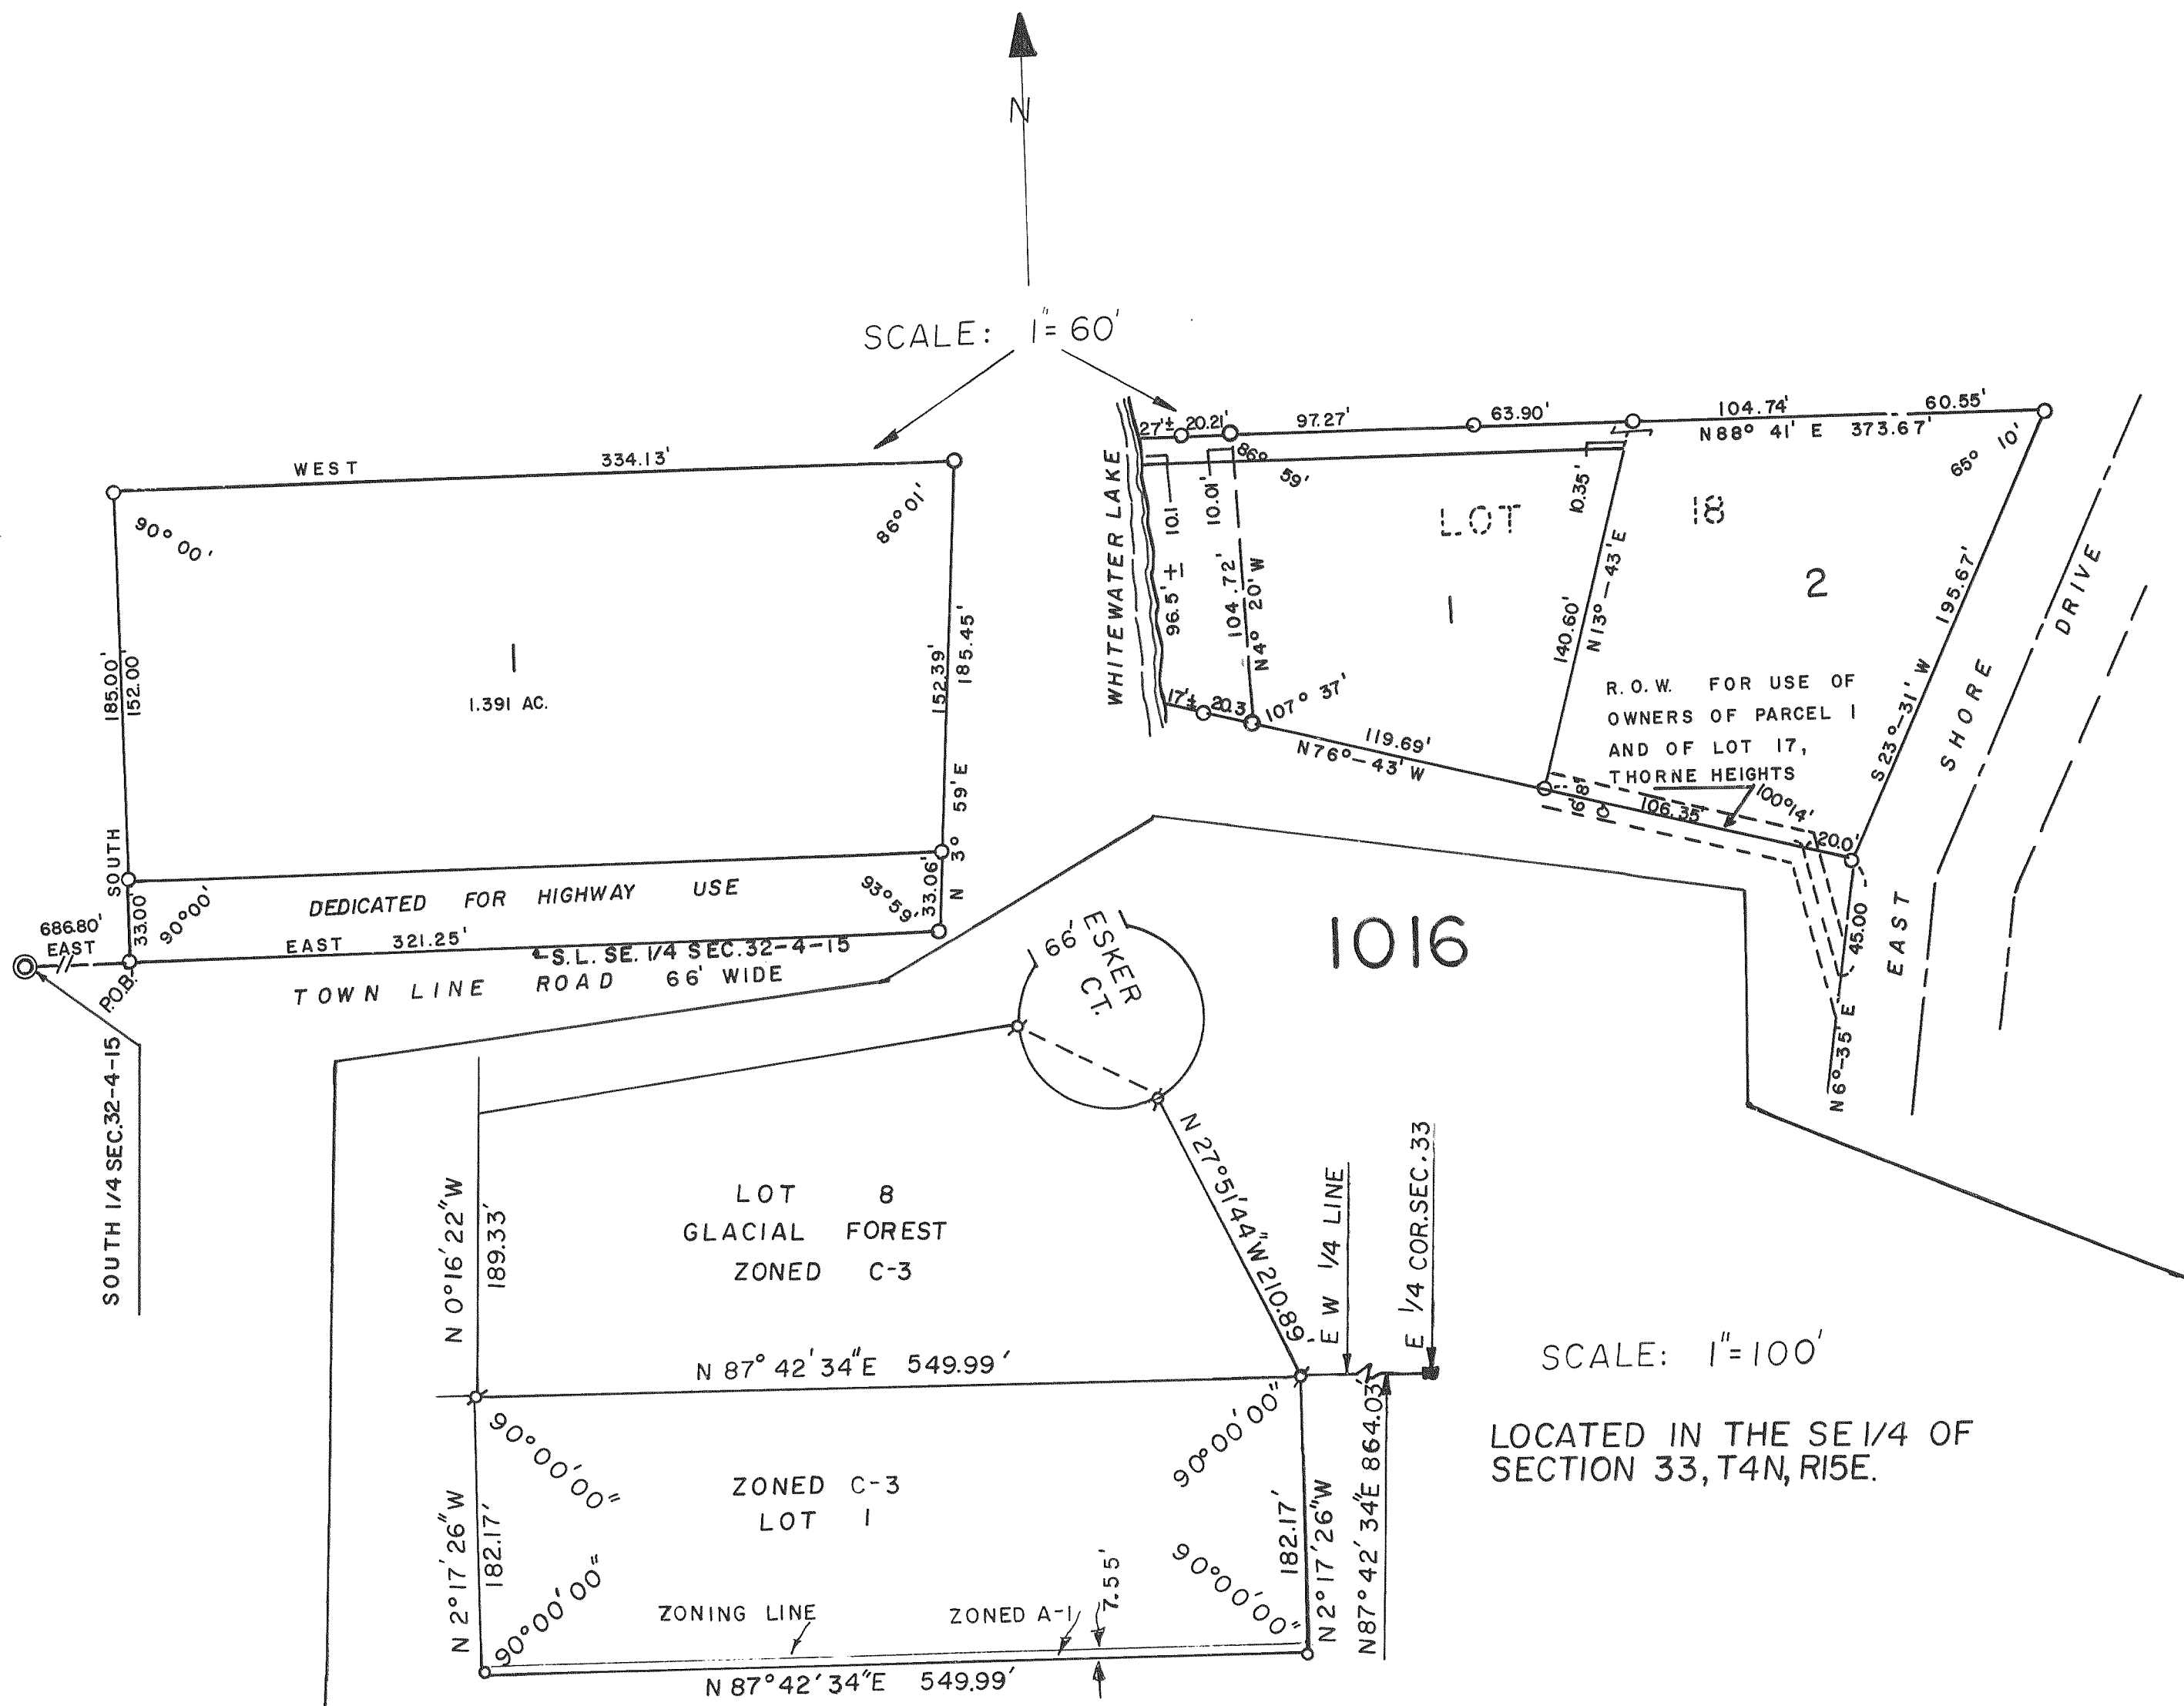 N
SCALE: 1"= 60'
WEST 334.13'
90° 00'
86° 01'
185.00'
152.00'
SOUTH
1
1.391 AC.
152.39'
185.45'
N 3° 59' E
33.06'
93° 59'
DEDICATED FOR HIGHWAY USE
33.00'
90° 00'
686.80'
EAST
EAST 321.25'
S.L. SE. 1/4 SEC. 32-4-15
TOWN LINE ROAD 66' WIDE
P.O.B.
SOUTH 1/4 SEC. 32-4-15
27'± 20.21' 97.27' 63.90' 104.74' 60.55'
N88° 41' E 373.67'
86° 59'
65° 10'
WHITEWATER LAKE
96.5' ± 10.1
10.01'
104.72'
N4° 20' W
10.35'
LOT 18
1
2
140.60'
N13°-43' E
195.67'
S23°-31' W
EAST SHORE DRIVE
R.O.W. FOR USE OF
OWNERS OF PARCEL 1
AND OF LOT 17,
THORNE HEIGHTS
17'± 20.3
107° 37'
119.69'
N76°-43' W
16.8'
10'
106.35'
100° 14'
20.0'
45.00
N6°-35' E
1016
66'
ESKER
CT.
N 0°16'22"W
189.33'
LOT 8
GLACIAL FOREST
ZONED C-3
N 27°51'44"W 210.89'
E W 1/4 LINE
E 1/4 COR. SEC. 33
N 87° 42' 34"E 549.99'
SCALE: 1"=100'
LOCATED IN THE SE 1/4 OF
SECTION 33, T4N, R15E.
90°00'00"
90°00'00"
N 2°17'26"W
182.17'
ZONED C-3
LOT 1
182.17'
N 2°17'26"W
N87°42'34"E 864.03'
90°00'00"
90°00'00"
ZONING LINE
ZONED A-1
7.55'
N 87°42'34"E 549.99'